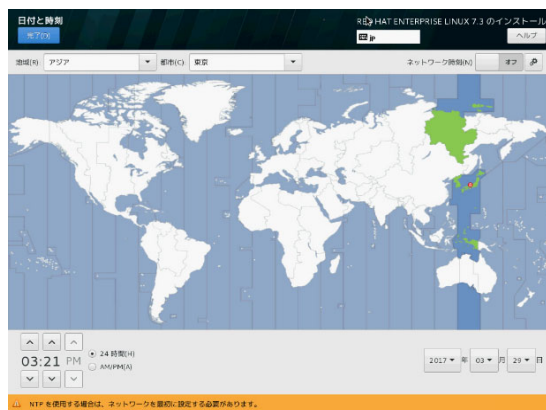 日付と時刻
RED HAT ENTERPRISE LINUX 7.3 のインストール
完了(D)
jp
ヘルプ
地域(R) アジア 都市(C) 東京 ネットワーク時刻(N) オフ
03:21 PM
24 時間(H)
AM/PM(A)
2017 年 03 月 29 日
NTP を使用する場合は、ネットワークを最初に設定する必要があります。